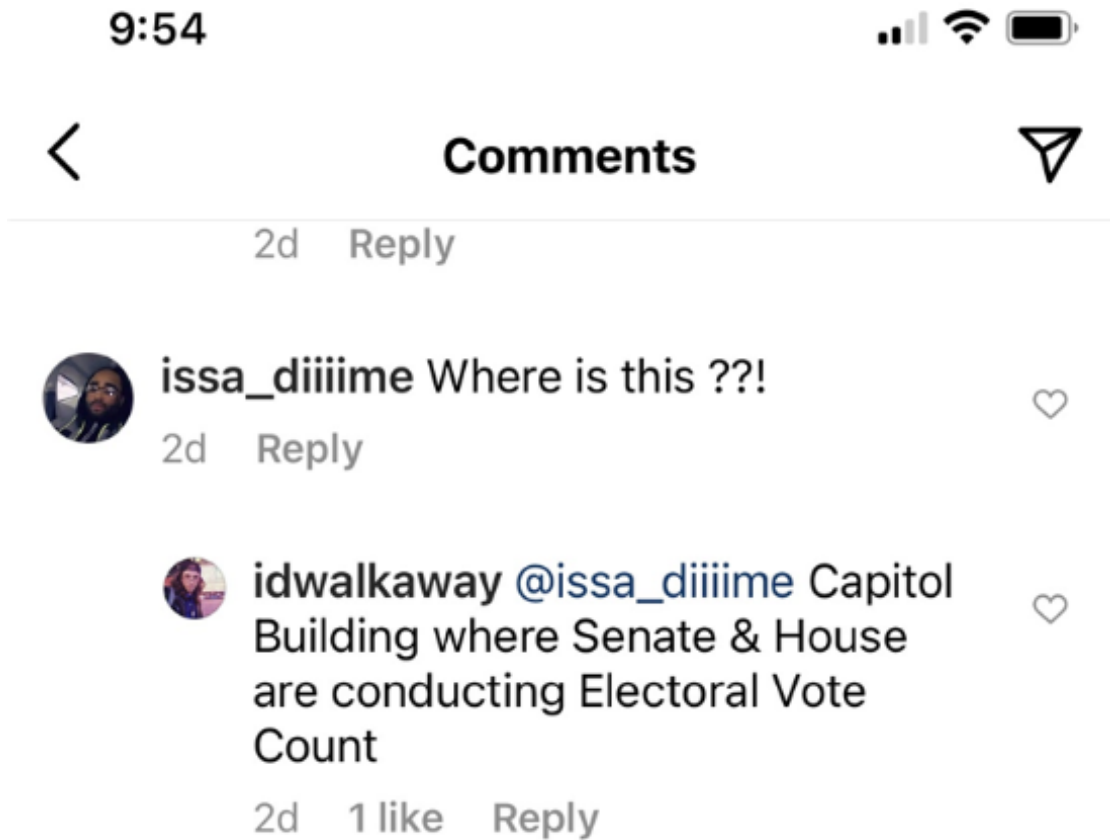 9:54
Comments
2d Reply
issa_diiiime Where is this ??!
2d Reply
idwalkaway @issa_diiiime Capitol
Building where Senate & House
are conducting Electoral Vote
Count
2d 1 like Reply